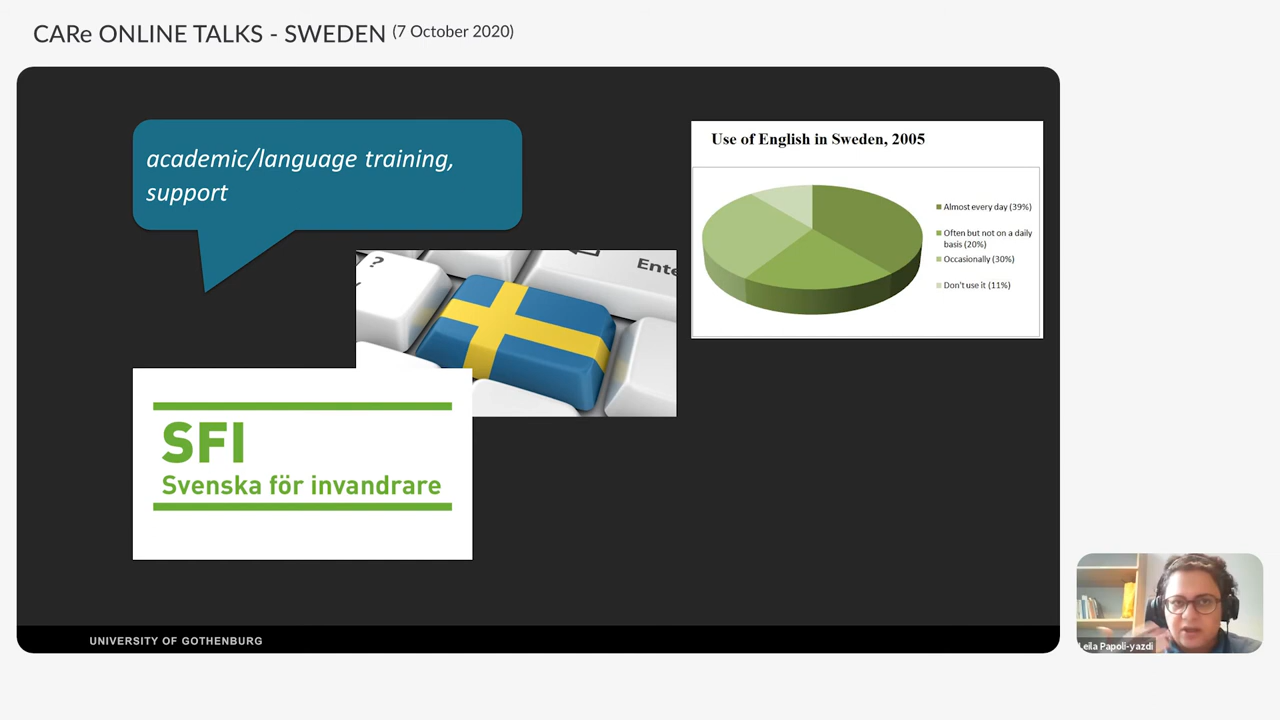 CARe ONLINE TALKS - SWEDEN (7 October 2020)
academic/language training,
support
Use of English in Sweden, 2005
Almost every day (39%)
Often but not on a daily
basis (20%)
Occasionally (30%)
Don't use it (11%)
?
Ente
SFI
Svenska för invandrare
UNIVERSITY OF GOTHENBURG
Leila Papoli-yazdi